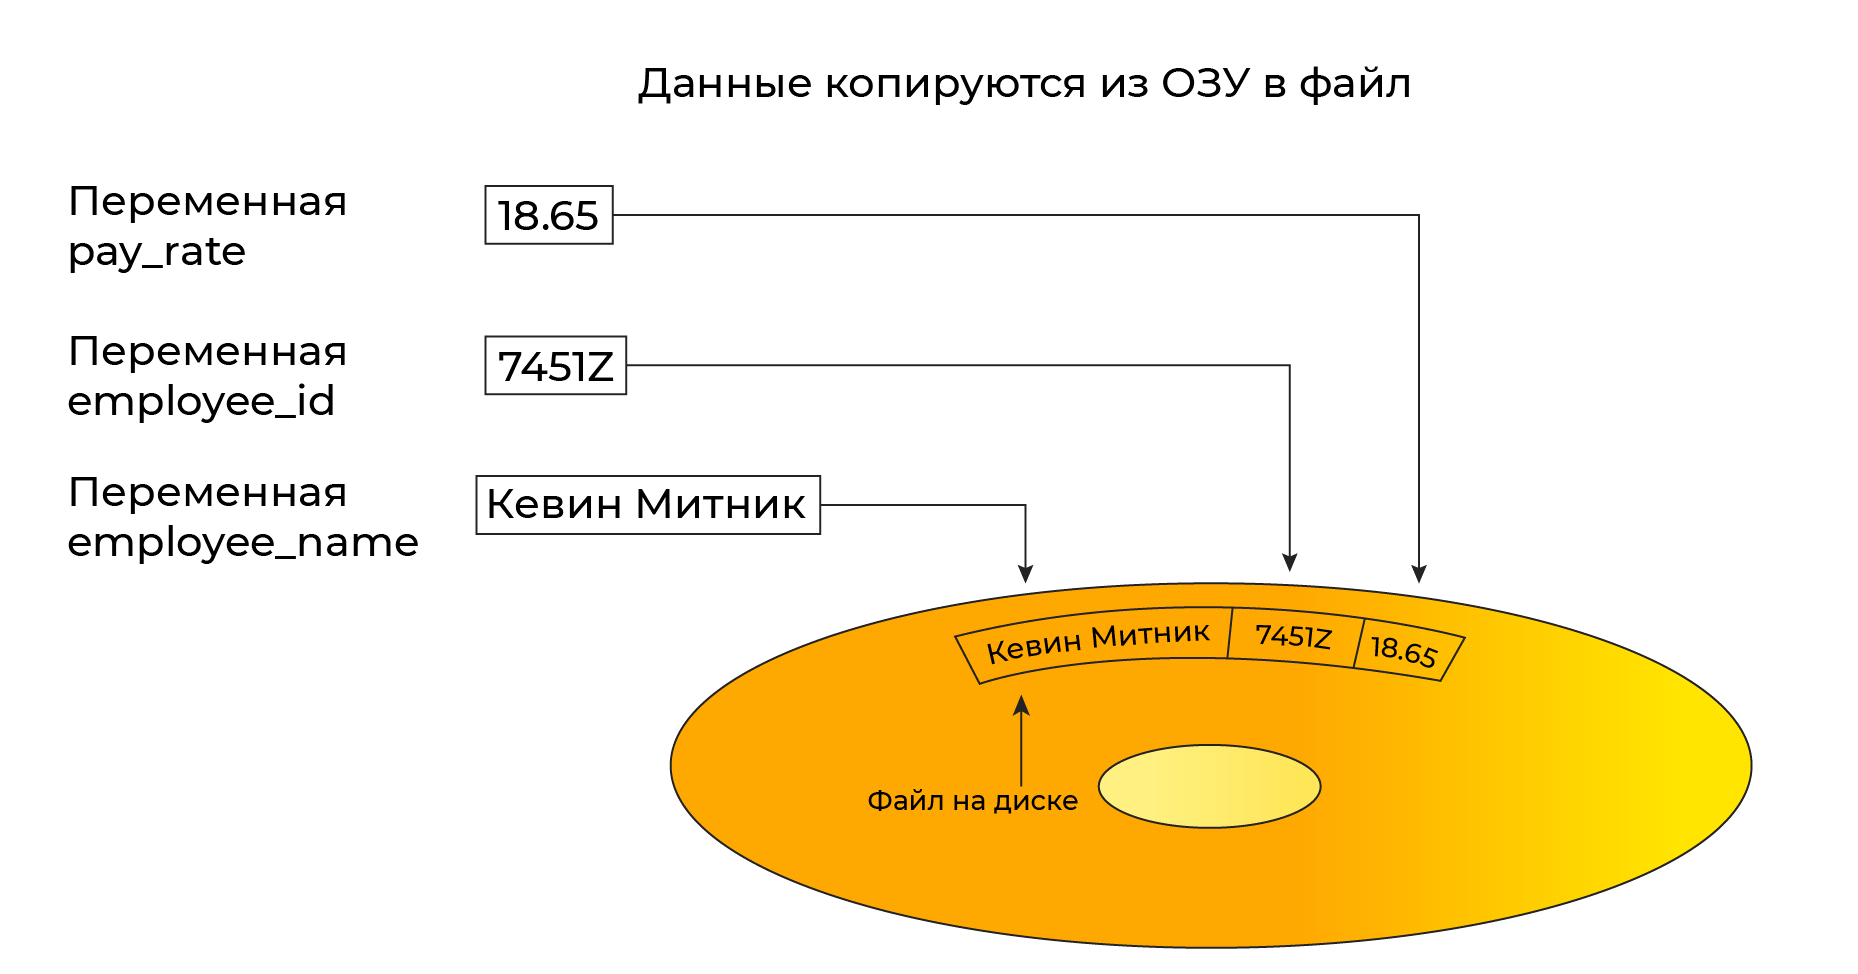 Данные копируются из ОЗУ в файл
Переменная
pay_rate
18.65
Переменная
employee_id
7451Z
Переменная
employee_name
Кевин Митник
Кевин Митник
7451Z
18.65
Файл на диске